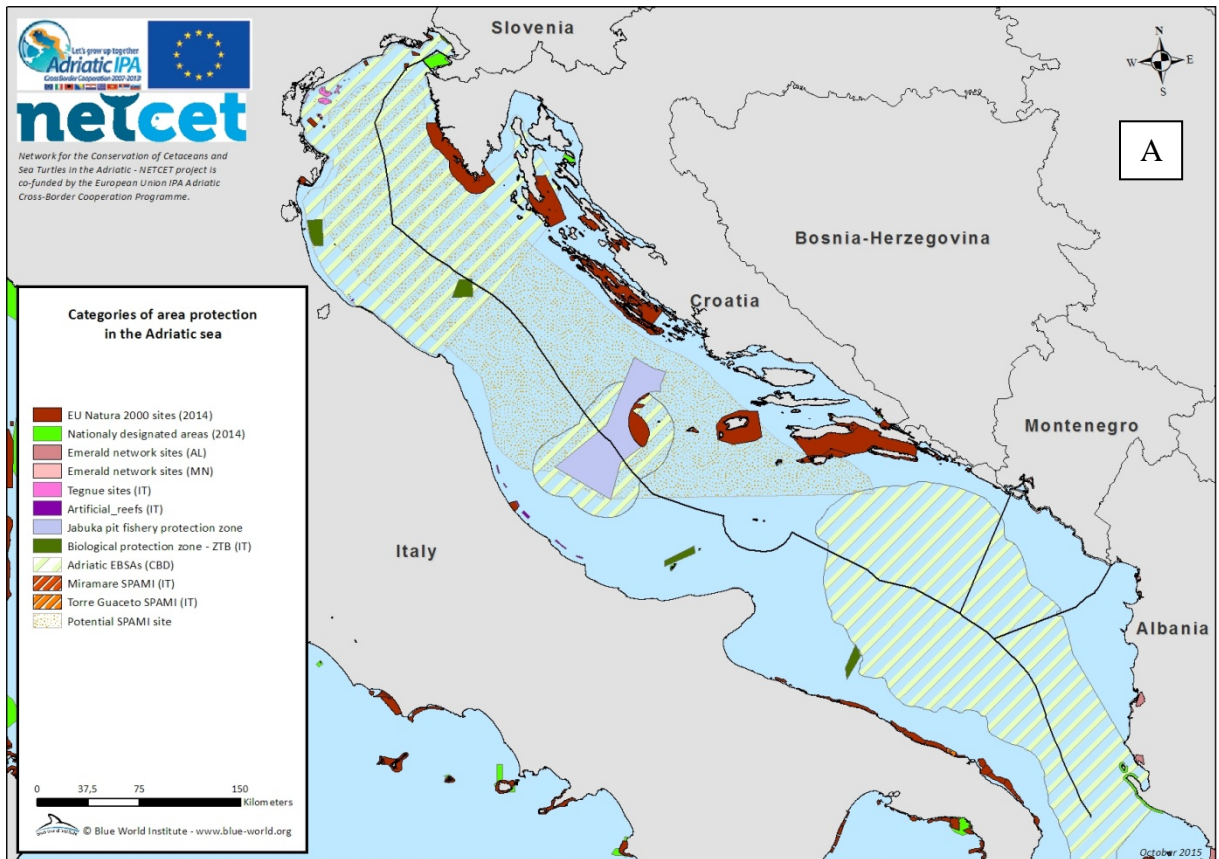 Let's grow up together
Adriatic IPA
Cross Border Cooperation 2007-2013
netcet
Network for the Conservation of Cetaceans and
Sea Turtles in the Adriatic - NETCET project is
co-funded by the European Union IPA Adriatic
Cross-Border Cooperation Programme.
Slovenia
N
W
E
S
A
Bosnia-Herzegovina
Croatia
Montenegro
Italy
Albania
Categories of area protection
in the Adriatic sea
EU Natura 2000 sites (2014)
Nationaly designated areas (2014)
Emerald network sites (AL)
Emerald network sites (MN)
Tegnue sites (IT)
Artificial_reefs (IT)
Jabuka pit fishery protection zone
Biological protection zone - ZTB (IT)
Adriatic EBSAs (CBD)
Miramare SPAMI (IT)
Torre Guaceto SPAMI (IT)
Potential SPAMI site
0 37,5 75 150
Kilometers
© Blue World Institute - www.blue-world.org
October 2015